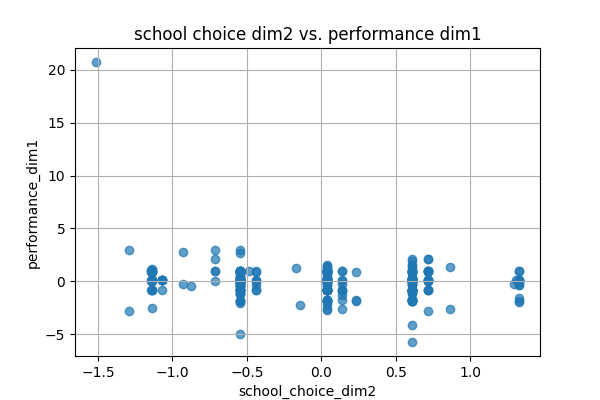 school choice dim2 vs. performance dim1
performance_dim1
20
15
10
5
0
−5
−1.5 −1.0 −0.5 0.0 0.5 1.0
school_choice_dim2